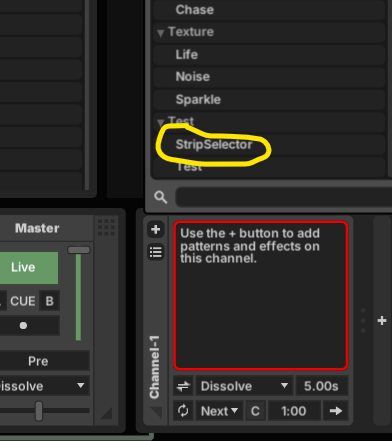 Chase
Texture
Life
Noise
Sparkle
Test
StripSelector
Test
Master
Live
CUE B
Pre
Use the + button to add
patterns and effects on
this channel.
Channel-1
Dissolve 5.00s
Next C 1:00